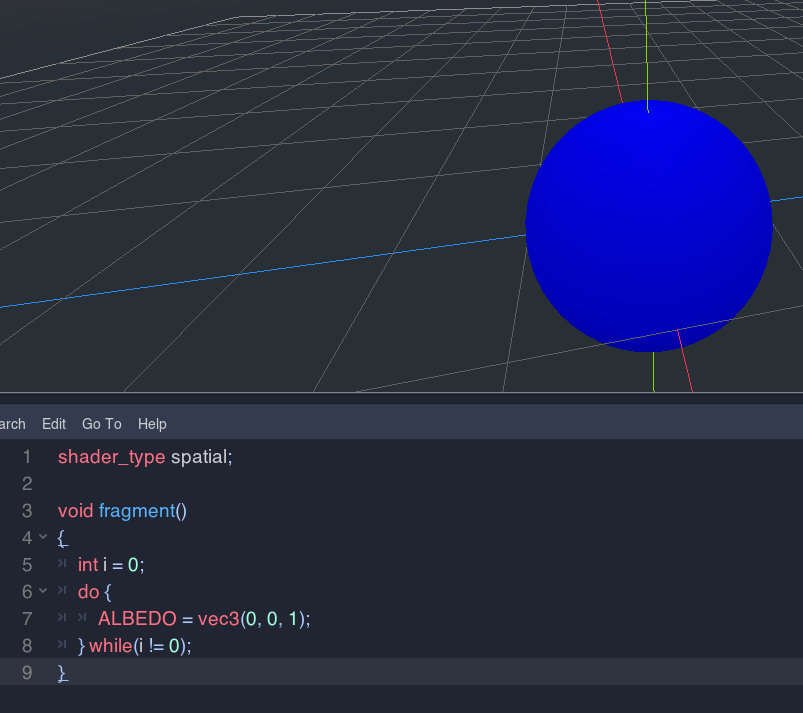 arch Edit Go To Help
1 shader_type spatial;
2
3 void fragment()
4 {
5 int i = 0;
6 do {
7 ALBEDO = vec3(0, 0, 1);
8 } while(i != 0);
9 }